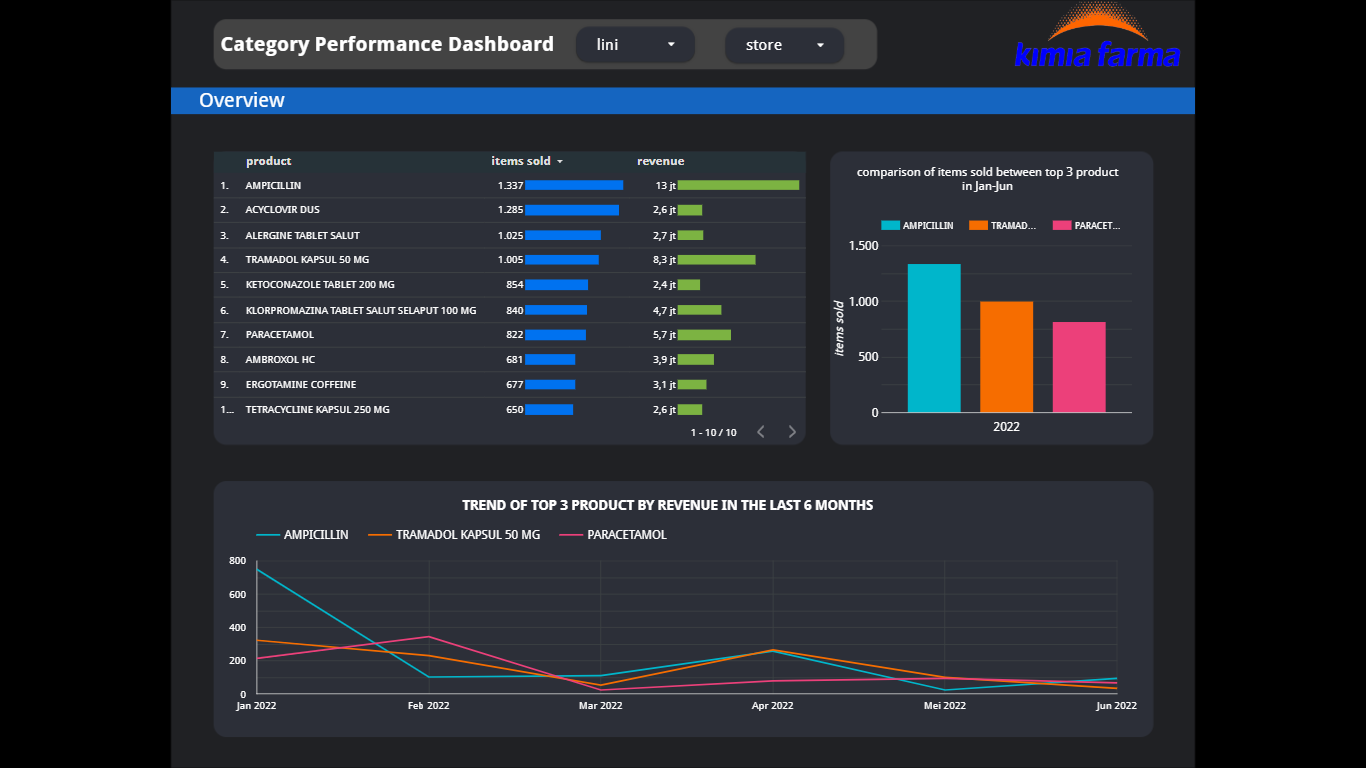 Category Performance Dashboard lini store
kimia farma
Overview
product items sold revenue
1. AMPICILLIN 1.337 13 jt
2. ACYCLOVIR DUS 1.285 2,6 jt
3. ALERGINE TABLET SALUT 1.025 2,7 jt
4. TRAMADOL KAPSUL 50 MG 1.005 8,3 jt
5. KETOCONAZOLE TABLET 200 MG 854 2,4 jt
6. KLORPROMAZINA TABLET SALUT SELAPUT 100 MG 840 4,7 jt
7. PARACETAMOL 822 5,7 jt
8. AMBROXOL HC 681 3,9 jt
9. ERGOTAMINE COFFEINE 677 3,1 jt
1... TETRACYCLINE KAPSUL 250 MG 650 2,6 jt
1 - 10 / 10
comparison of items sold between top 3 product
in Jan-Jun
AMPICILLIN TRAMAD... PARACET...
1.500
1.000
500
0
items sold
2022
TREND OF TOP 3 PRODUCT BY REVENUE IN THE LAST 6 MONTHS
AMPICILLIN TRAMADOL KAPSUL 50 MG PARACETAMOL
800
600
400
200
0
Jan 2022 Feb 2022 Mar 2022 Apr 2022 Mei 2022 Jun 2022